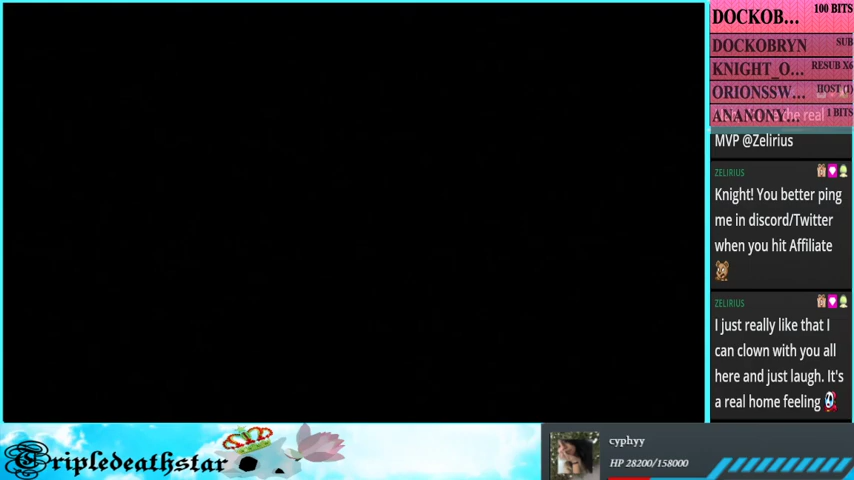 DOCKOB... 100 BITS
DOCKOBRYN SUB
KNIGHT_O... RESUB X6
ORIONSSW... HOST (1)
ANANONY... 1 BITS
the real
MVP @Zelirius
ZELIRIUS
Knight! You better ping
me in discord/Twitter
when you hit Affiliate
ZELIRIUS
I just really like that I
can clown with you all
here and just laugh. It's
a real home feeling
Tripledeathstar
cyphyy
HP 28200/158000